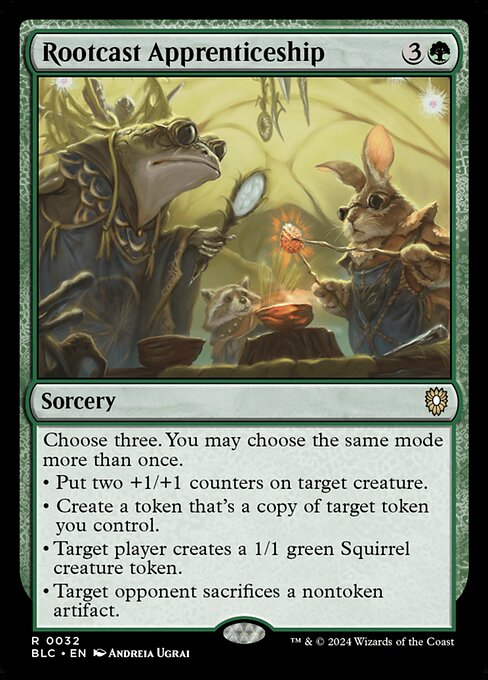 Rootcast Apprenticeship 3
Sorcery
Choose three. You may choose the same mode
more than once.
• Put two +1/+1 counters on target creature.
• Create a token that's a copy of target token
you control.
• Target player creates a 1/1 green Squirrel
creature token.
• Target opponent sacrifices a nontoken
artifact.
R 0032
BLC • EN Andreia Ugrai
™ & © 2024 Wizards of the Coast